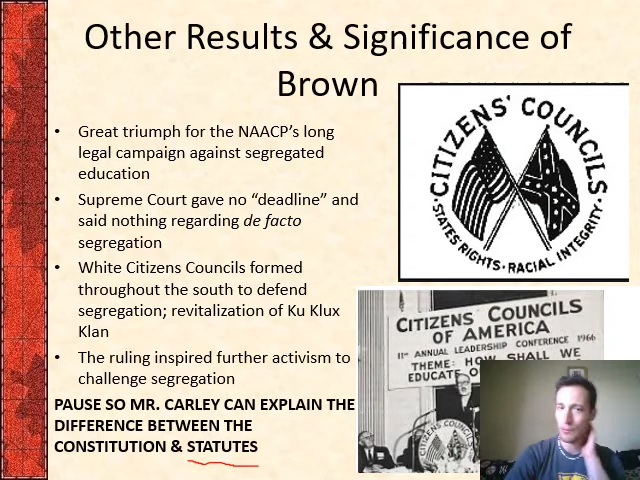 Other Results & Significance of
Brown
• Great triumph for the NAACP's long
legal campaign against segregated
education
• Supreme Court gave no “deadline” and
said nothing regarding de facto
segregation
• White Citizens Councils formed
throughout the south to defend
segregation; revitalization of Ku Klux
Klan
• The ruling inspired further activism to
challenge segregation
PAUSE SO MR. CARLEY CAN EXPLAIN THE
DIFFERENCE BETWEEN THE
CONSTITUTION & STATUTES
CITIZENS' COUNCILS
STATES RIGHTS · RACIAL INTEGRITY
CITIZENS COUNCILS
OF AMERICA
11th ANNUAL LEADERSHIP CONFERENCE 1966
THEME: HOW SHALL WE
EDUCATE